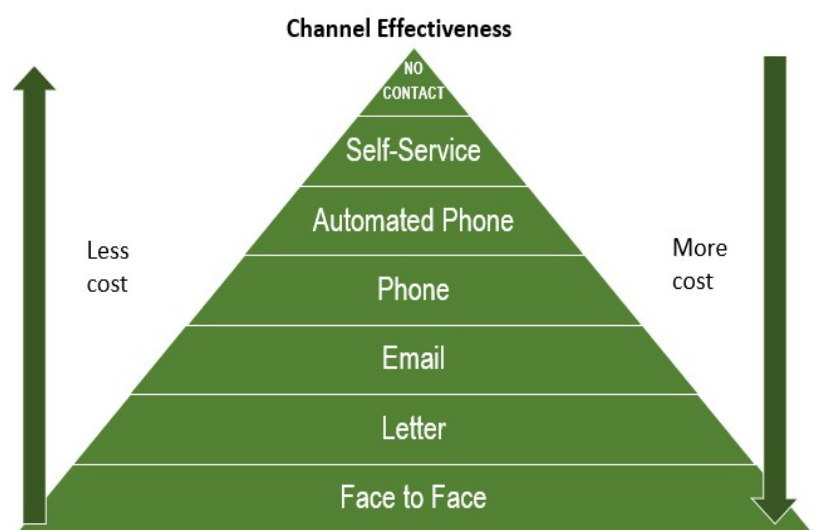 Channel Effectiveness
NO
CONTACT
Self-Service
Automated Phone
Less
cost
More
cost
Phone
Email
Letter
Face to Face